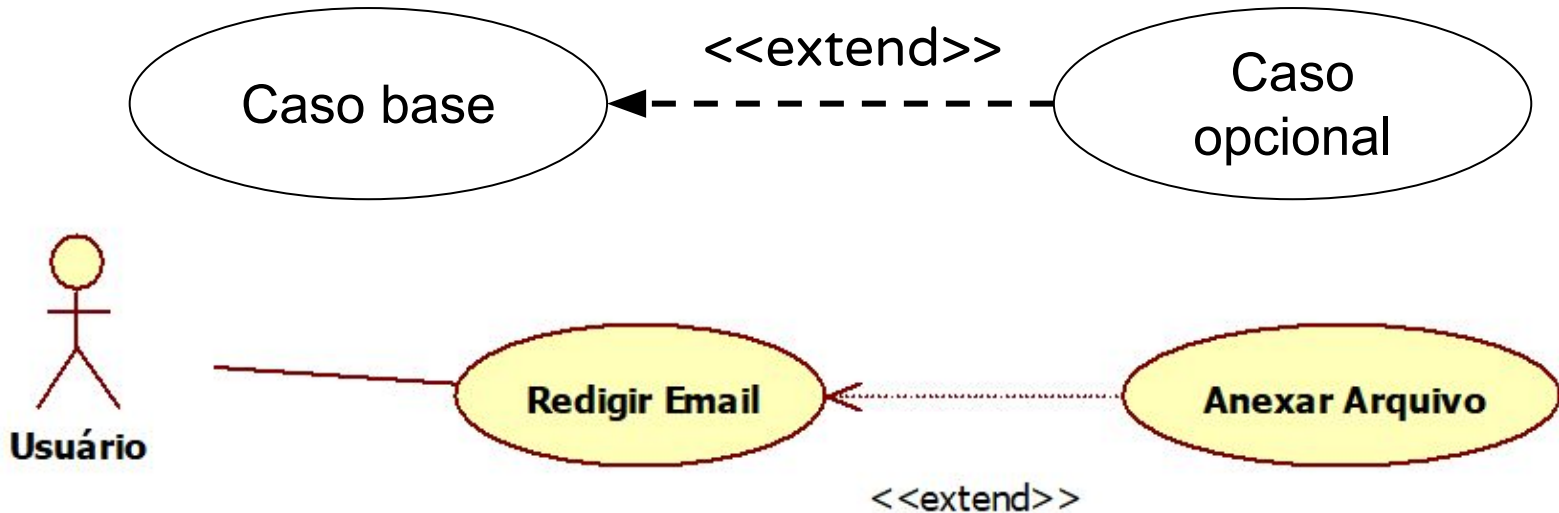 <<extend>>
Caso base
Caso
opcional
Usuário
Redigir Email
Anexar Arquivo
<<extend>>